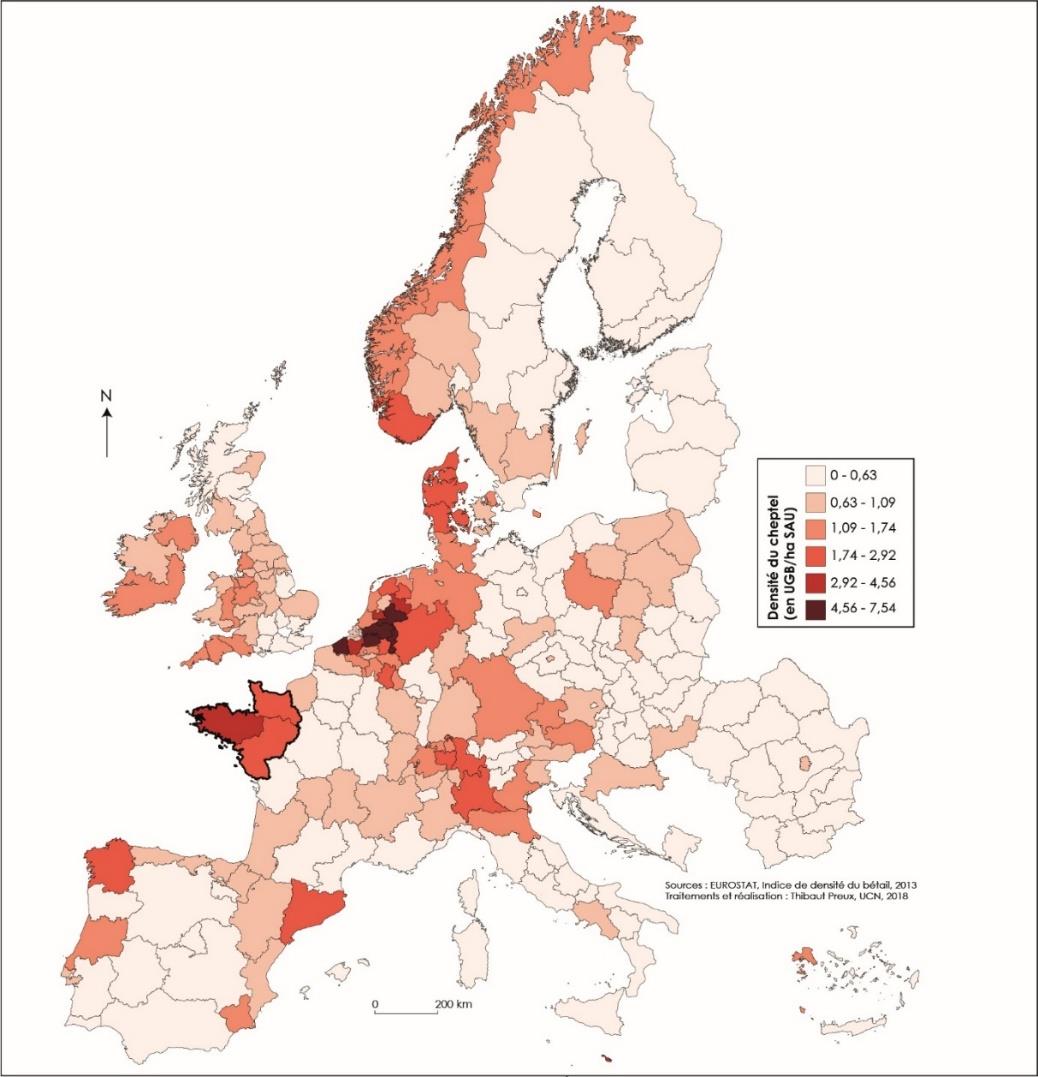 N
Densité du cheptel
(en UGB/ha SAU)
0 - 0,63
0,63 - 1,09
1,09 - 1,74
1,74 - 2,92
2,92 - 4,56
4,56 - 7,54
Sources : EUROSTAT, Indice de densité du bétail, 2013
Traitements et réalisation : Thibaut Preux, UCN, 2018
0 200 km